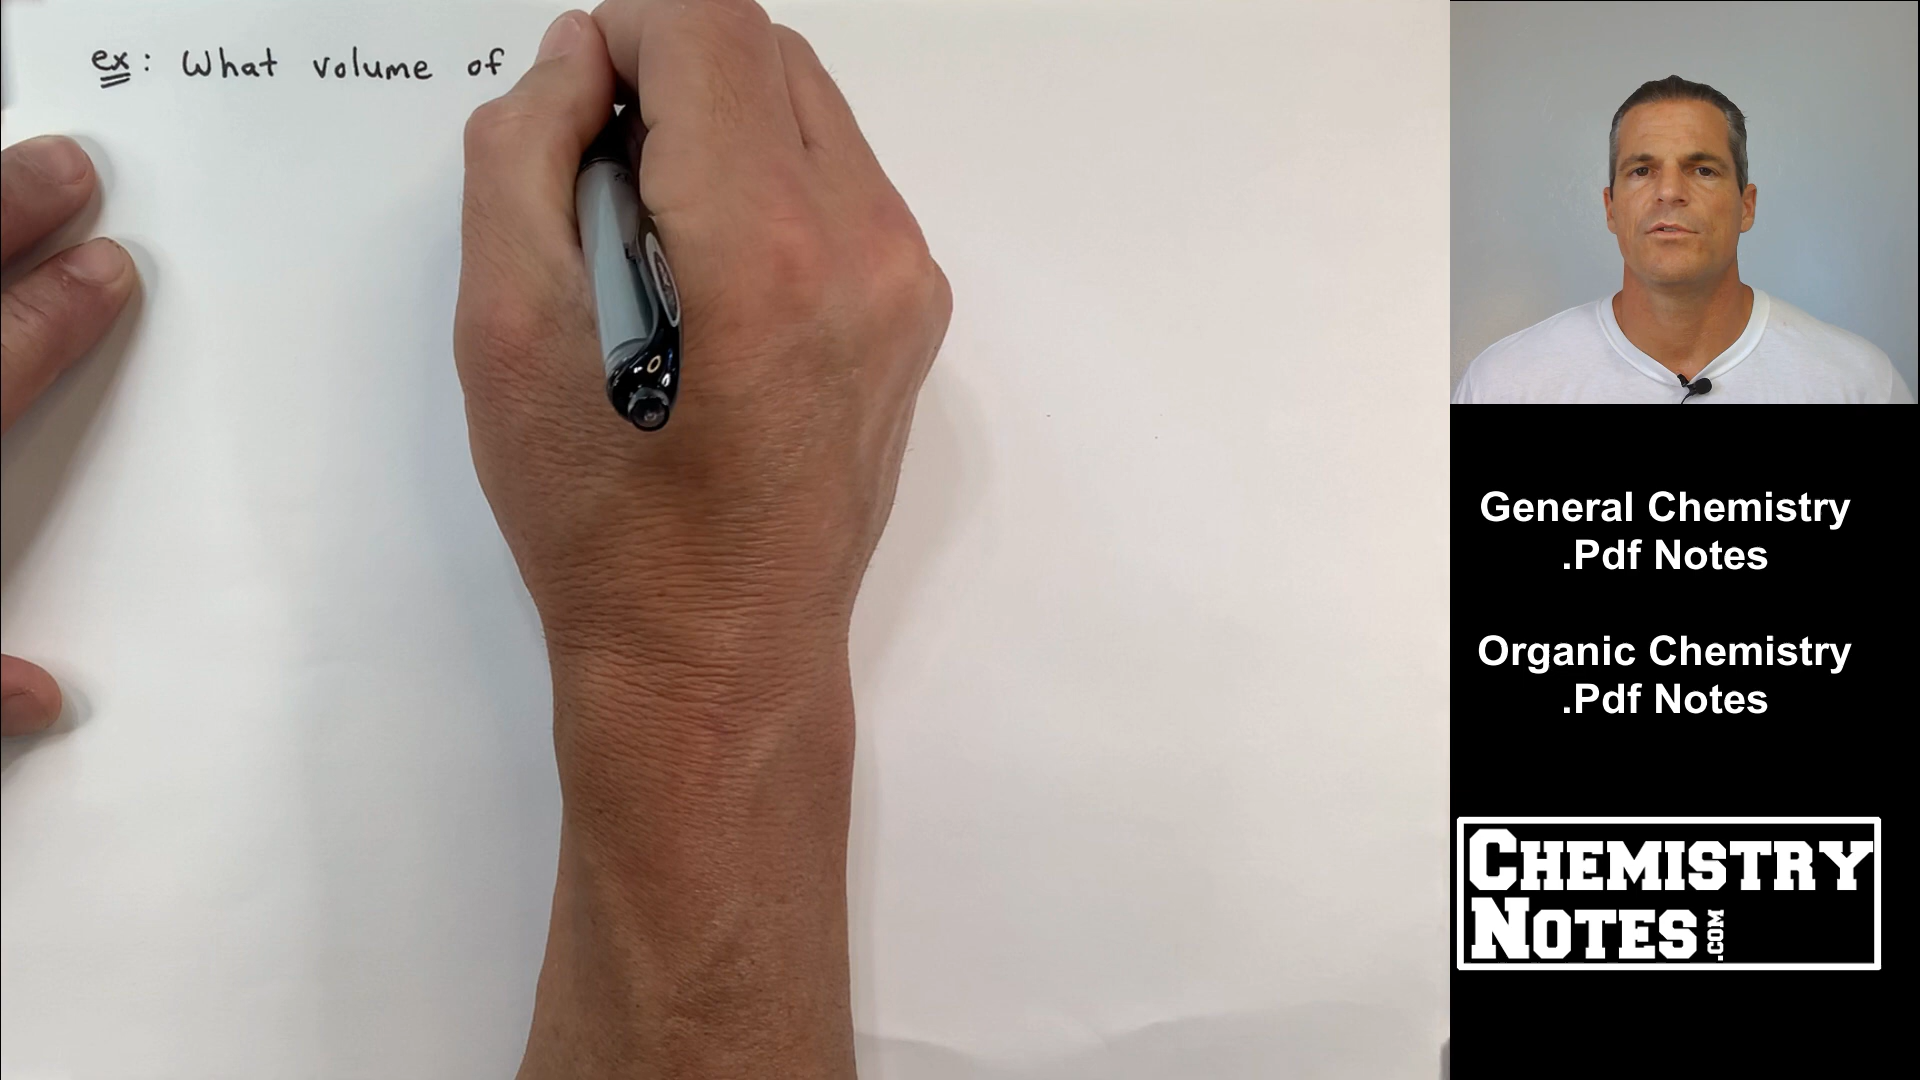 ex: What volume of
General Chemistry
.Pdf Notes
Organic Chemistry
.Pdf Notes
CHEMISTRY
NOTES.COM